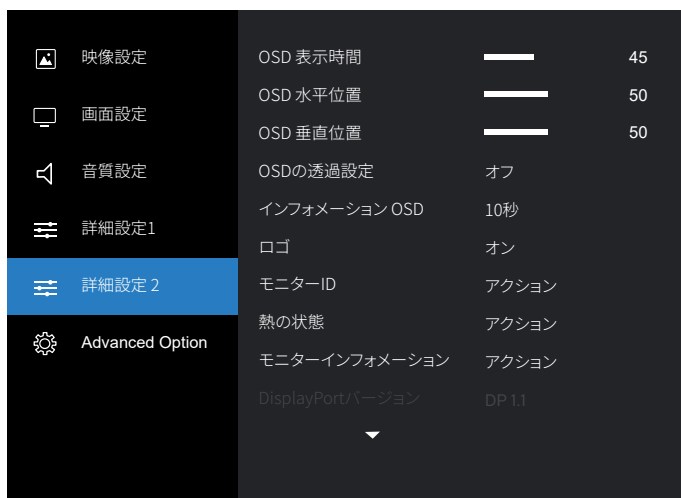 映像設定
画面設定
音質設定
詳細設定1
詳細設定 2
Advanced Option
OSD 表示時間 45
OSD 水平位置 50
OSD 垂直位置 50
OSDの透過設定 オフ
インフォメーション OSD 10秒
ロゴ オン
モニターID アクション
熱の状態 アクション
モニターインフォメーション アクション
DisplayPortバージョン DP 1.1